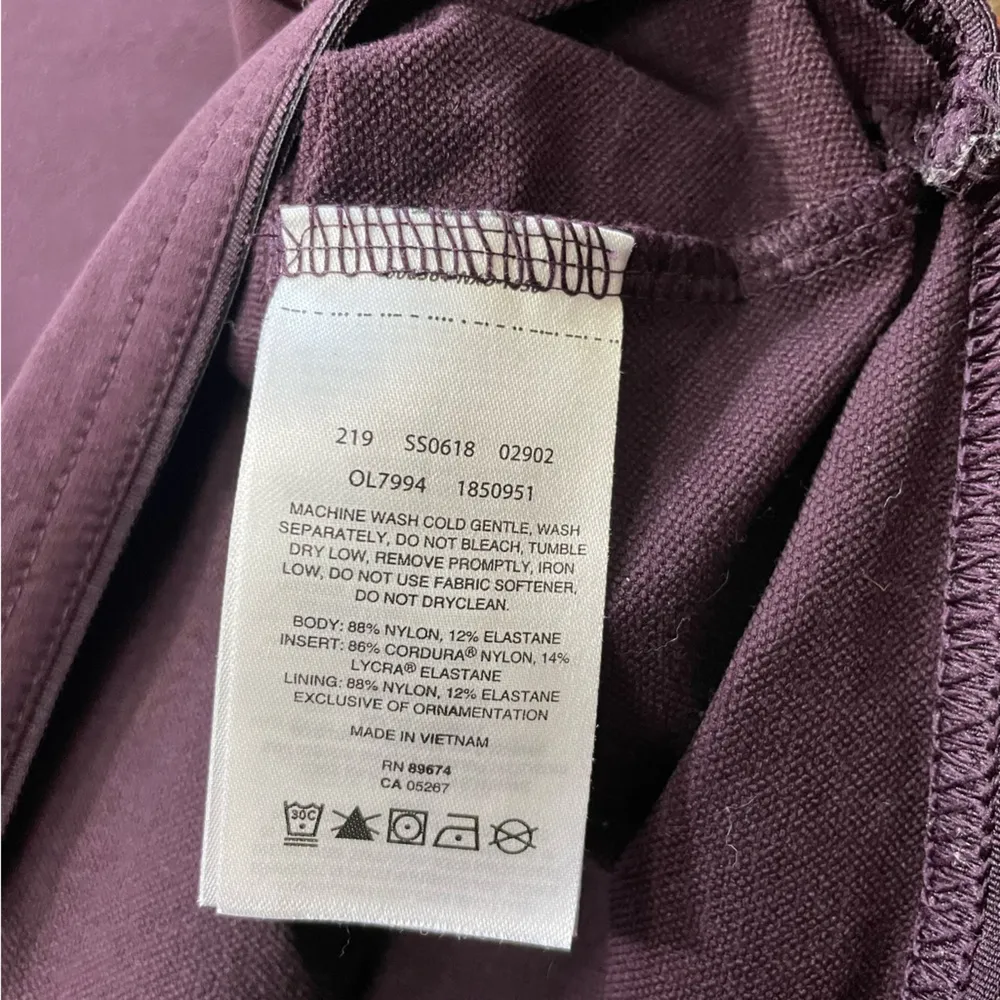 219 SS0618 02902
OL7994 1850951
MACHINE WASH COLD GENTLE, WASH
SEPARATELY, DO NOT BLEACH, TUMBLE
DRY LOW, REMOVE PROMPTLY, IRON
LOW, DO NOT USE FABRIC SOFTENER,
DO NOT DRYCLEAN.
BODY: 88% NYLON, 12% ELASTANE
INSERT: 86% CORDURA® NYLON, 14%
LYCRA® ELASTANE
LINING: 88% NYLON, 12% ELASTANE
EXCLUSIVE OF ORNAMENTATION
MADE IN VIETNAM
RN 89674
CA 05267
30C